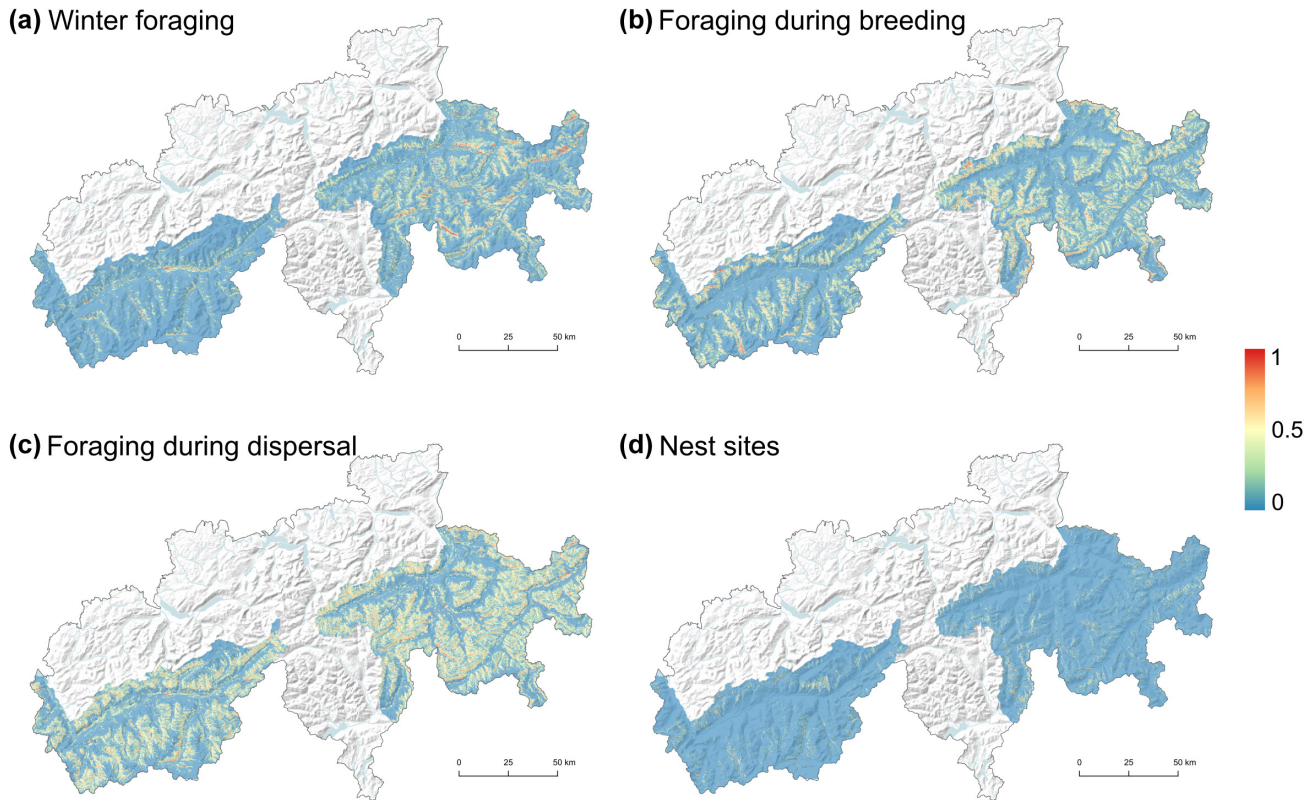 (a) Winter foraging
(b) Foraging during breeding
0 25 50 km
0 25 50 km
1
0.5
0
(c) Foraging during dispersal
(d) Nest sites
0 25 50 km
0 25 50 km